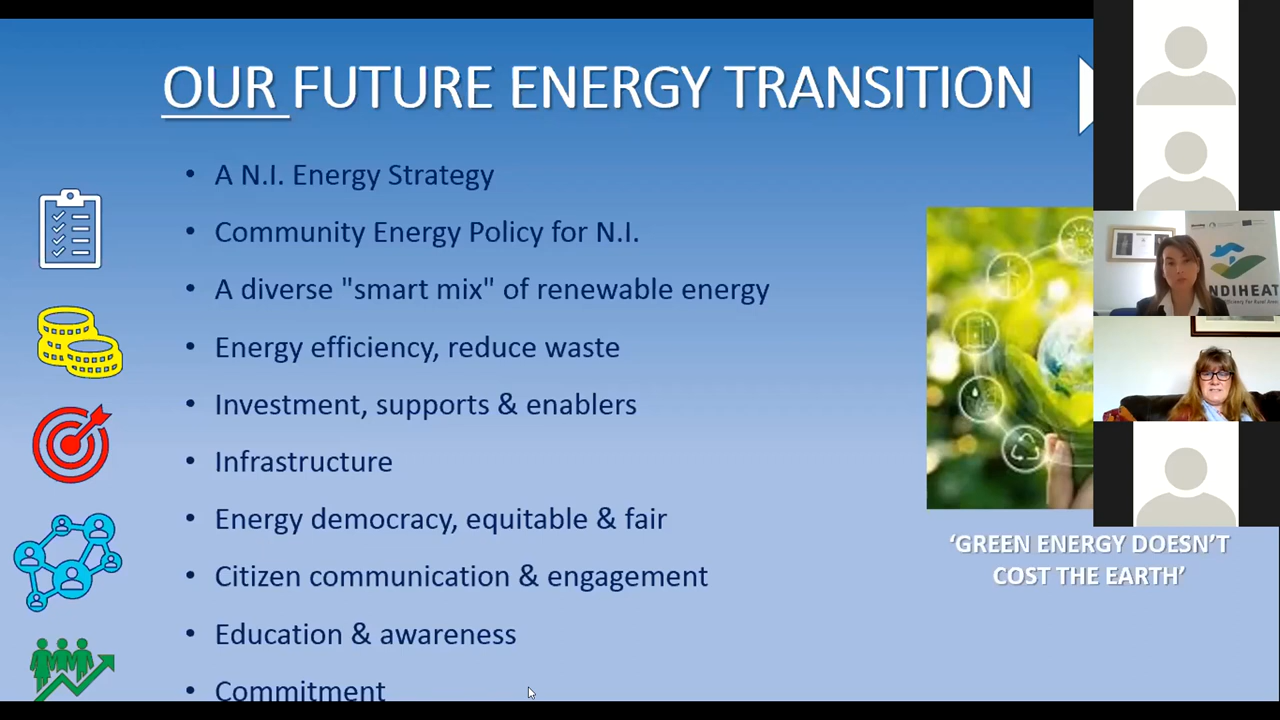 OUR FUTURE ENERGY TRANSITION
• A N.I. Energy Strategy
• Community Energy Policy for N.I.
• A diverse "smart mix" of renewable energy
• Energy efficiency, reduce waste
• Investment, supports & enablers
• Infrastructure
• Energy democracy, equitable & fair
• Citizen communication & engagement
• Education & awareness
• Commitment
NDIHEAT
‘GREEN ENERGY DOESN’T
COST THE EARTH’